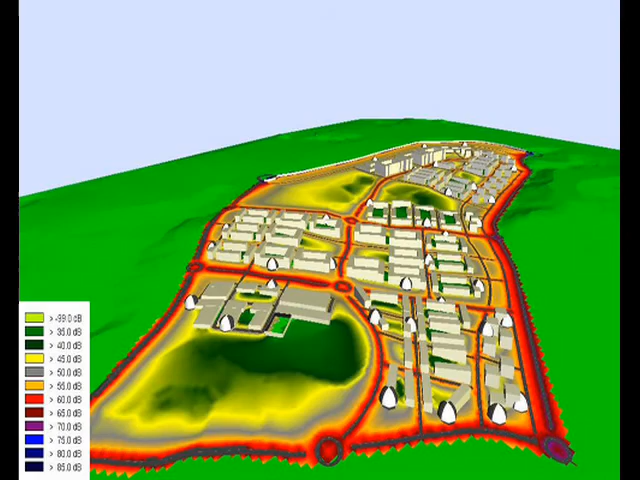 > -99.0 dB
> 35.0 dB
> 40.0 dB
> 45.0 dB
> 50.0 dB
> 55.0 dB
> 60.0 dB
> 65.0 dB
> 70.0 dB
> 75.0 dB
> 80.0 dB
> 85.0 dB